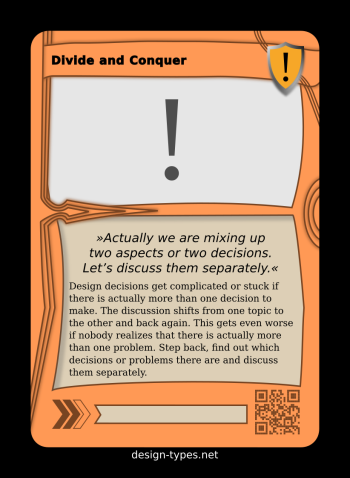 Divide and Conquer
!
!
»Actually we are mixing up
two aspects or two decisions.
Let’s discuss them separately.«
Design decisions get complicated or stuck if
there is actually more than one decision to
make. The discussion shifts from one topic to
the other and back again. This gets even worse
if nobody realizes that there is actually more
than one problem. Step back, find out which
decisions or problems there are and discuss
them separately.
design-types.net